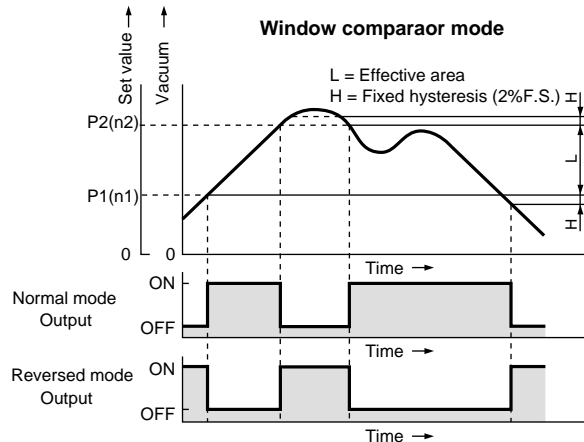 Window comparaor mode
Set value →
Vacuum →
L = Effective area
H = Fixed hysteresis (2%F.S.)
H
P2(n2)
L
P1(n1)
H
0
0
Time →
Normal mode
Output
ON
OFF
Time →
Reversed mode
Output
ON
OFF
Time →